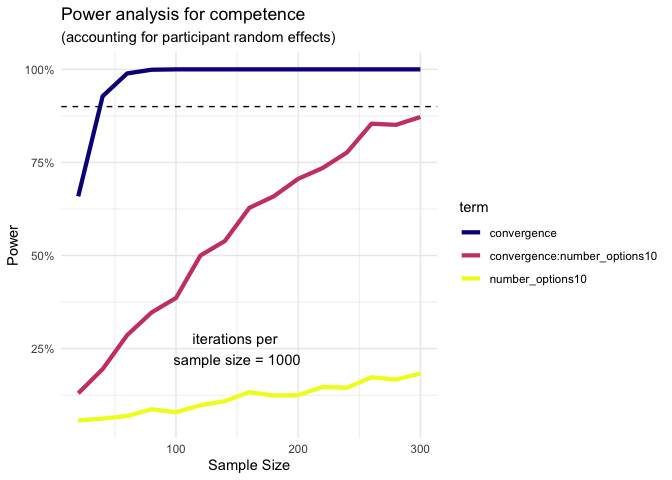 Power analysis for competence
(accounting for participant random effects)
100%
75%
50%
25%
Power
iterations per
sample size = 1000
100
200
300
Sample Size
term
convergence
convergence:number_options10
number_options10